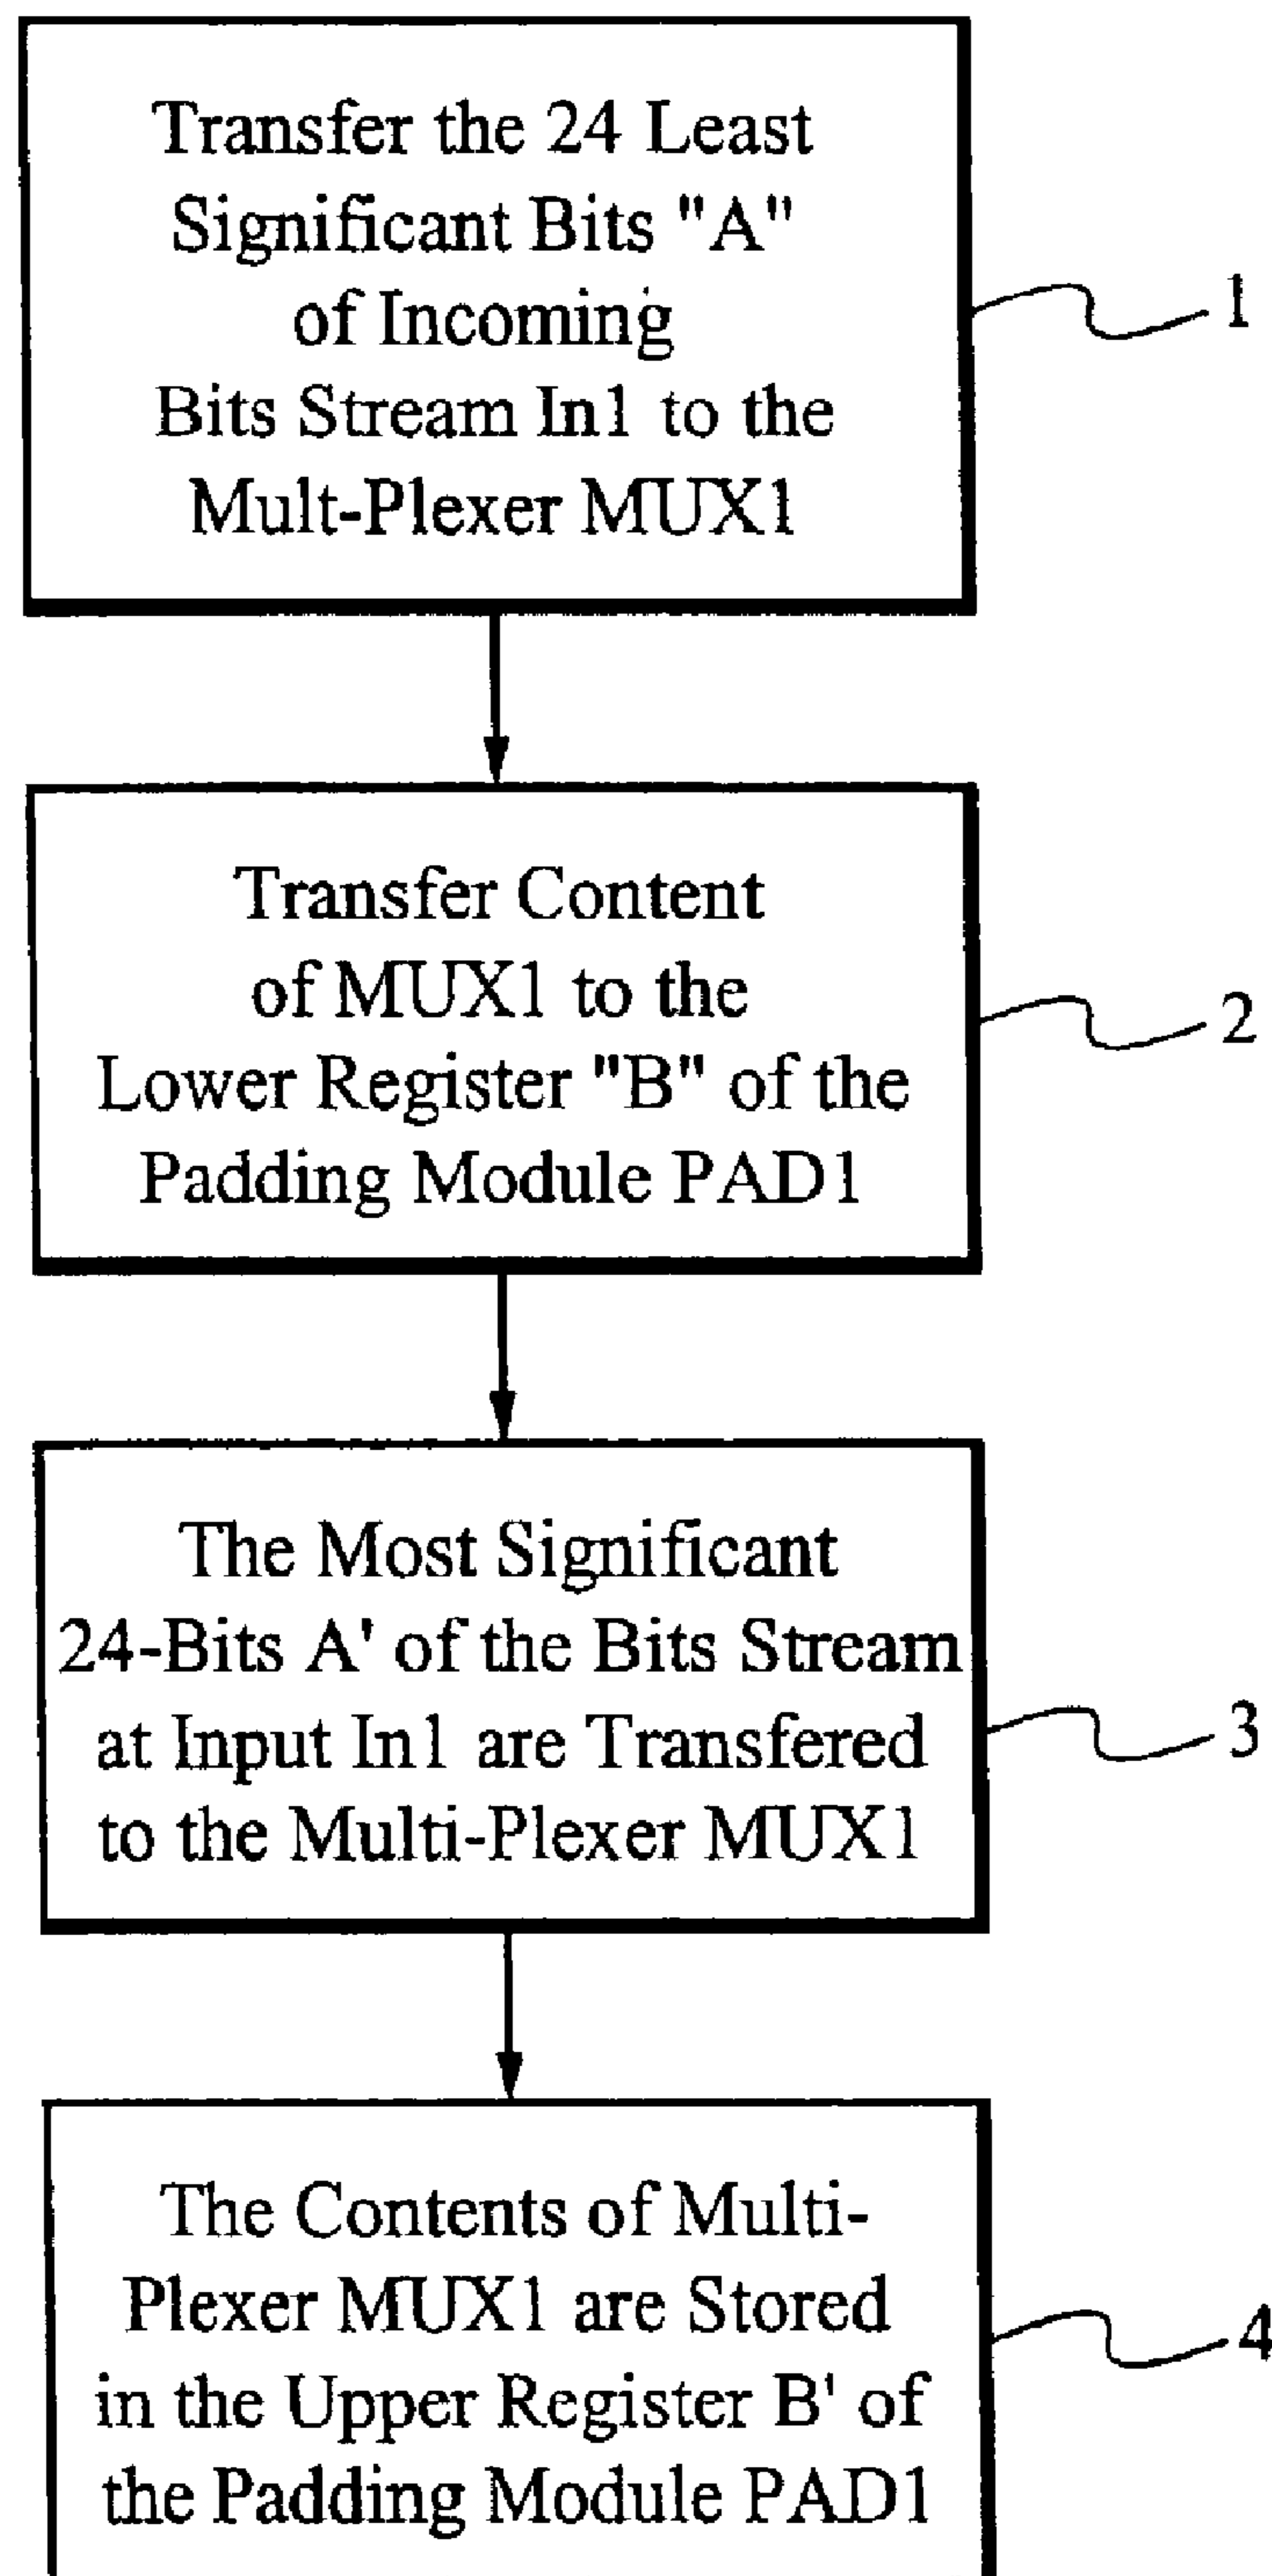 Transfer the 24 Least
Significant Bits "A"
of Incoming
Bits Stream In1 to the
Mult-Plexer MUX1
1
Transfer Content
of MUX1 to the
Lower Register "B" of the
Padding Module PAD1
2
The Most Significant
24-Bits A' of the Bits Stream
at Input In1 are Transfered
to the Multi-Plexer MUX1
3
The Contents of Multi-
Plexer MUX1 are Stored
in the Upper Register B' of
the Padding Module PAD1
4